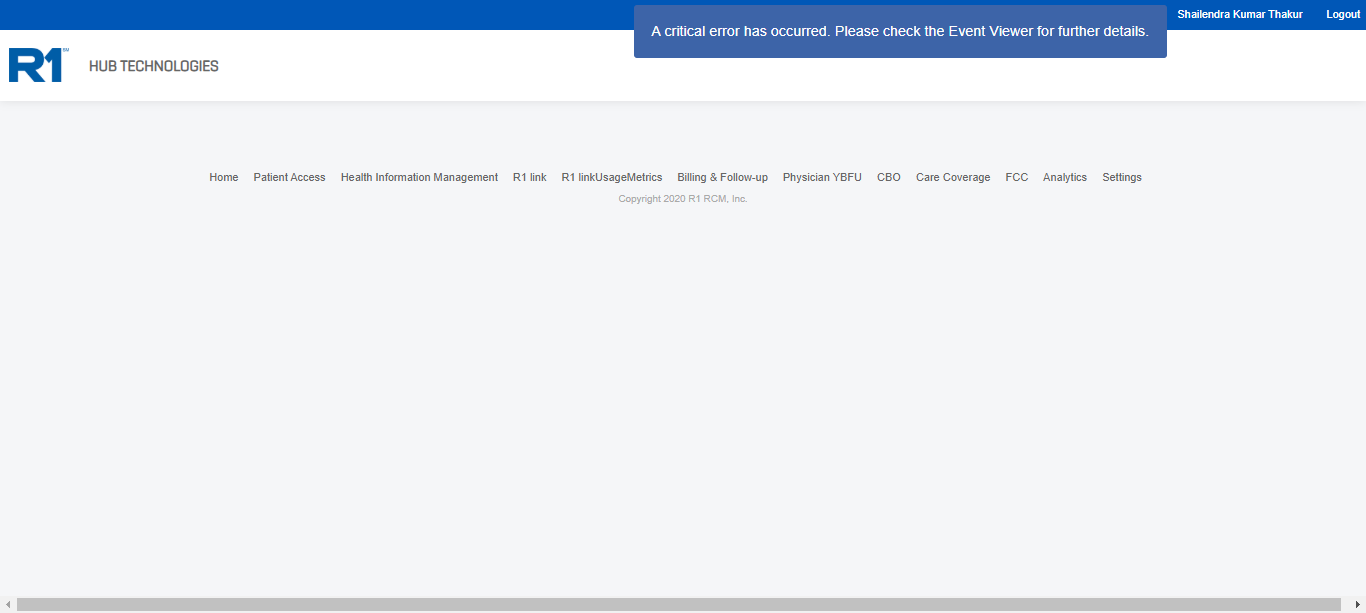 Shailendra Kumar Thakur Logout
A critical error has occurred. Please check the Event Viewer for further details.
R1 SM HUB TECHNOLOGIES
Home Patient Access Health Information Management R1 link R1 linkUsageMetrics Billing & Follow-up Physician YBFU CBO Care Coverage FCC Analytics Settings
Copyright 2020 R1 RCM, Inc.